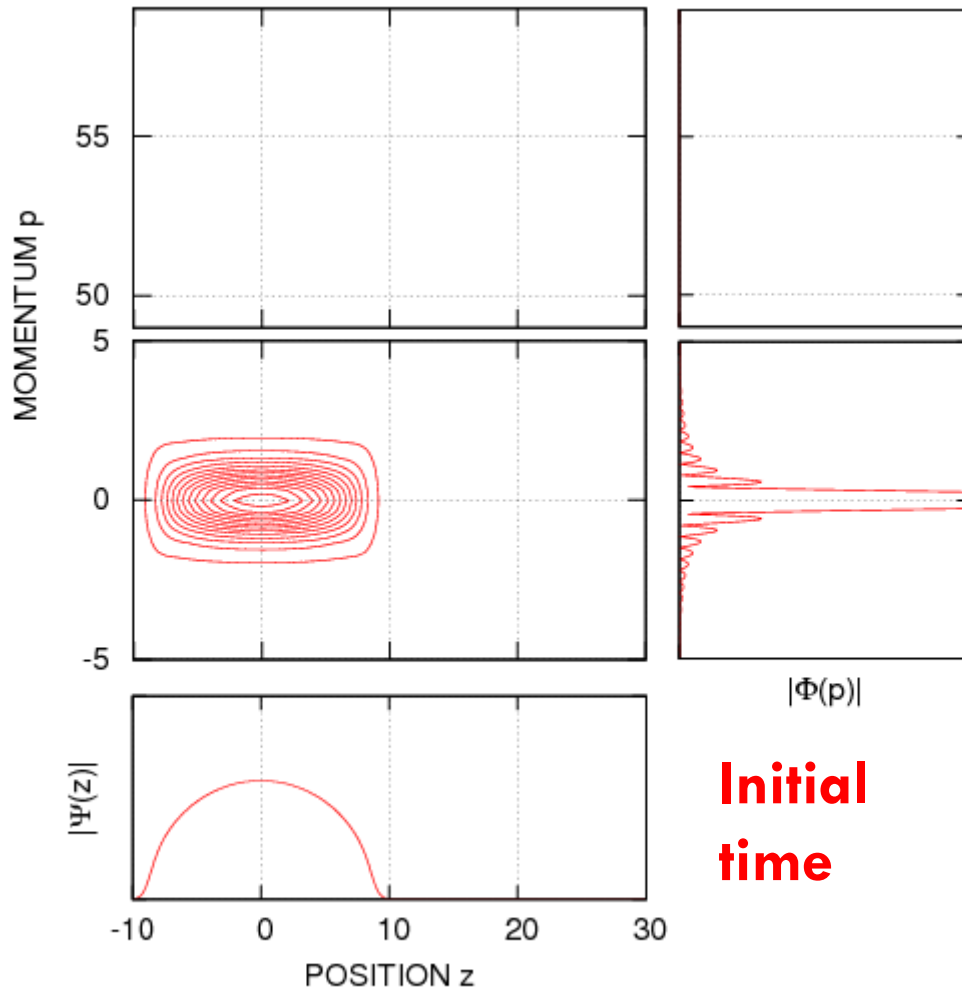 MOMENTUM p
55
50
5
0
-5
|Φ(p)|
|Ψ(z)|
Initial
time
-10 0 10 20 30
POSITION z